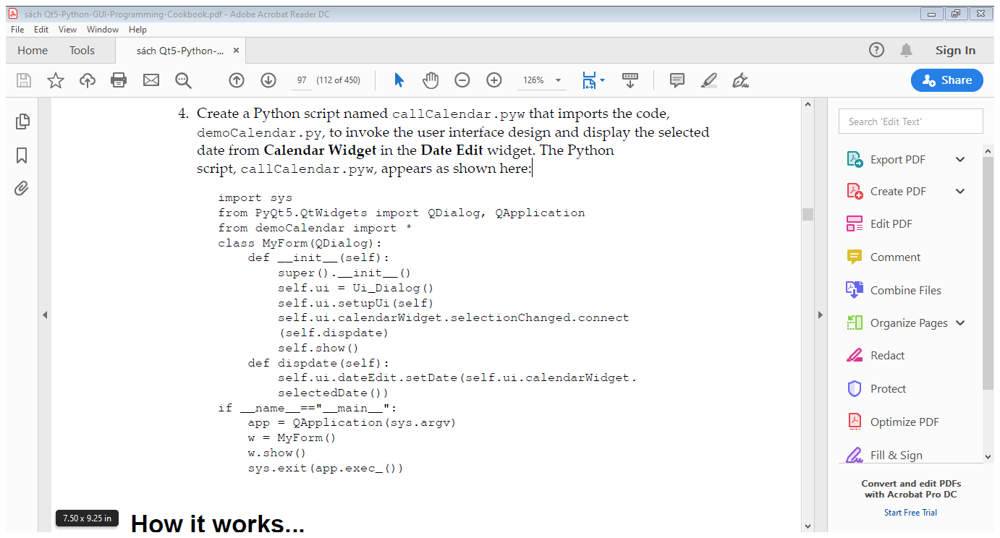 sách Qt5-Python-GUI-Programming-Cookbook.pdf - Adobe Acrobat Reader DC
File Edit View Window Help
Home Tools sách Qt5-Python-... × Sign In
97 (112 of 450) 126% Share
4. Create a Python script named callCalendar.pyw that imports the code,
demoCalendar.py, to invoke the user interface design and display the selected
date from Calendar Widget in the Date Edit widget. The Python
script, callCalendar.pyw, appears as shown here:
import sys
from PyQt5.QtWidgets import QDialog, QApplication
from demoCalendar import *
class MyForm(QDialog):
    def __init__(self):
        super().__init__()
        self.ui = Ui_Dialog()
        self.ui.setupUi(self)
        self.ui.calendarWidget.selectionChanged.connect
        (self.dispdate)
        self.show()
    def dispdate(self):
        self.ui.dateEdit.setDate(self.ui.calendarWidget.
        selectedDate())
if __name__=="__main__":
    app = QApplication(sys.argv)
    w = MyForm()
    w.show()
    sys.exit(app.exec_())
7.50 x 9.25 in
How it works...
Search 'Edit Text'
Export PDF
Create PDF
Edit PDF
Comment
Combine Files
Organize Pages
Redact
Protect
Optimize PDF
Fill & Sign
Convert and edit PDFs
with Acrobat Pro DC
Start Free Trial